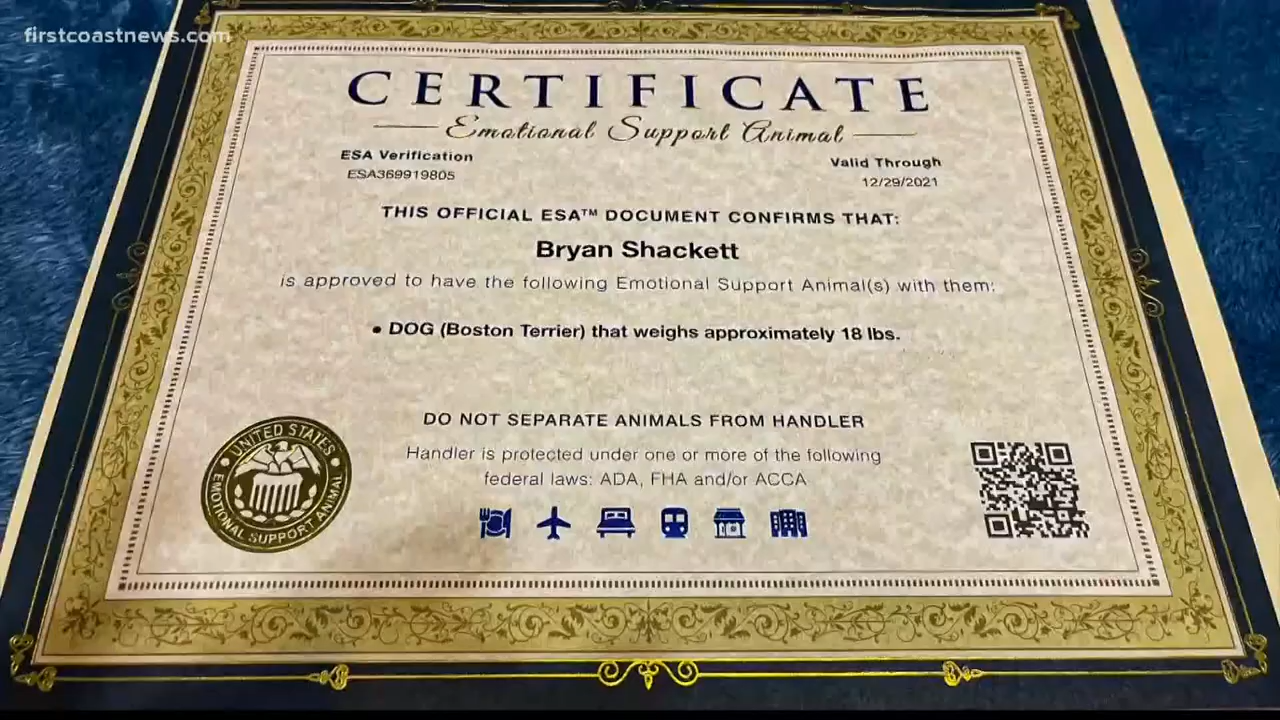 firstcoastnews.com
CERTIFICATE
Emotional Support Animal
ESA Verification
ESA369919805
Valid Through
12/29/2021
THIS OFFICIAL ESA™ DOCUMENT CONFIRMS THAT:
Bryan Shackett
is approved to have the following Emotional Support Animal(s) with them:
• DOG (Boston Terrier) that weighs approximately 18 lbs.
DO NOT SEPARATE ANIMALS FROM HANDLER
Handler is protected under one or more of the following
federal laws: ADA, FHA and/or ACCA
UNITED STATES
EMOTIONAL SUPPORT ANIMAL